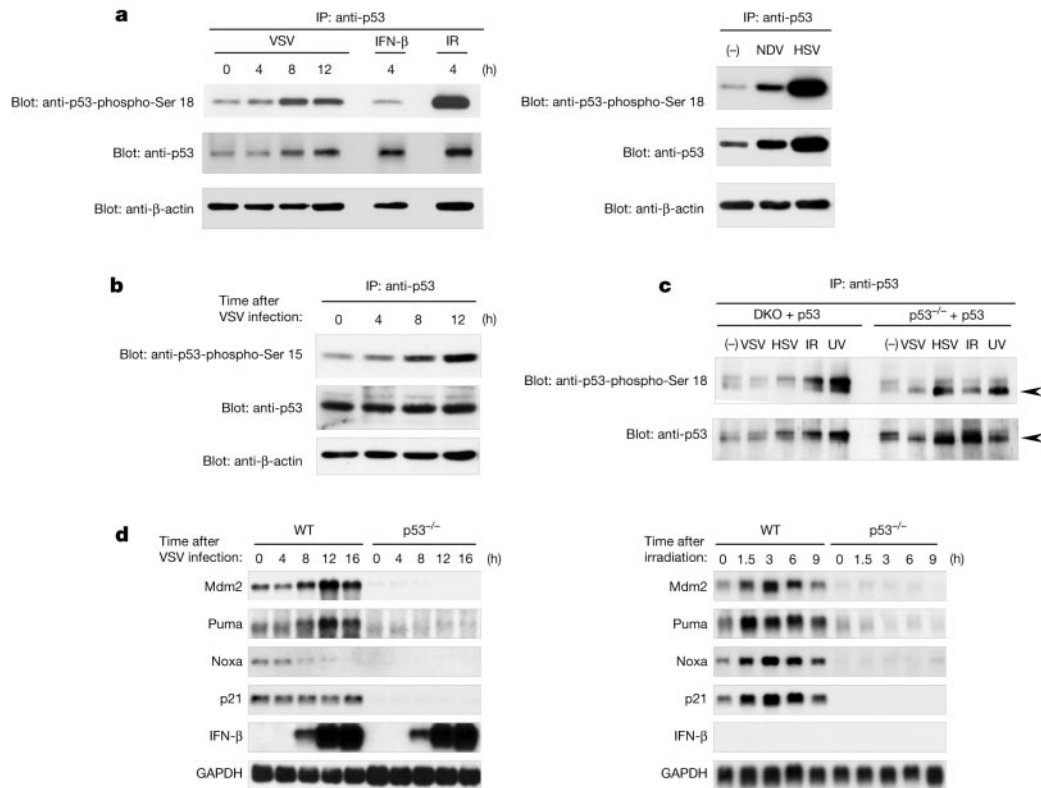 a
IP: anti-p53
VSV IFN-β IR
0 4 8 12 4 4 (h)
Blot: anti-p53-phospho-Ser 18
Blot: anti-p53
Blot: anti-β-actin
IP: anti-p53
(–) NDV HSV
Blot: anti-p53-phospho-Ser 18
Blot: anti-p53
Blot: anti-β-actin
b
IP: anti-p53
Time after
VSV infection: 0 4 8 12 (h)
Blot: anti-p53-phospho-Ser 15
Blot: anti-p53
Blot: anti-β-actin
c
IP: anti-p53
DKO + p53 p53–/– + p53
(–) VSV HSV IR UV (–) VSV HSV IR UV
Blot: anti-p53-phospho-Ser 18
Blot: anti-p53
d
WT p53–/–
Time after
VSV infection: 0 4 8 12 16 0 4 8 12 16 (h)
Mdm2
Puma
Noxa
p21
IFN-β
GAPDH
WT p53–/–
Time after
irradiation: 0 1.5 3 6 9 0 1.5 3 6 9 (h)
Mdm2
Puma
Noxa
p21
IFN-β
GAPDH